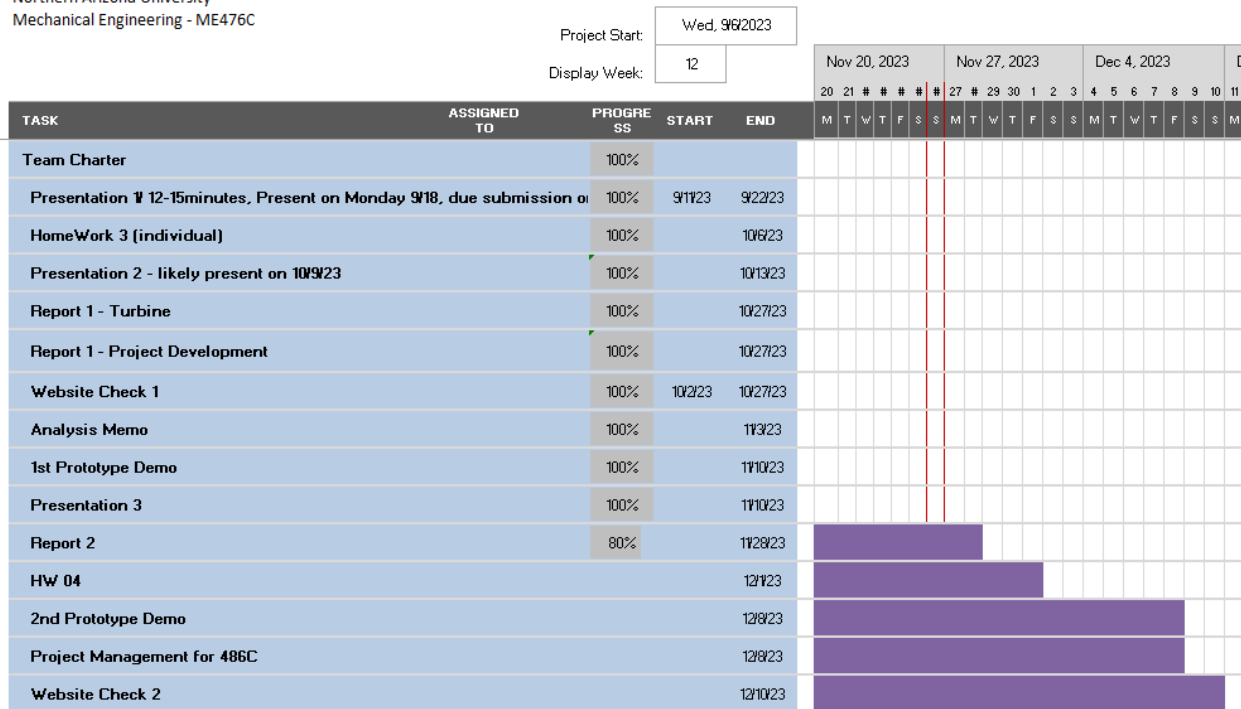 Northern Arizona University
Mechanical Engineering - ME476C
Project Start: Wed, 9/6/2023
Display Week: 12
Nov 20, 2023 Nov 27, 2023 Dec 4, 2023 D
20 21 # # # # # 27 # 29 30 1 2 3 4 5 6 7 8 9 10 11
TASK ASSIGNED TO PROGRESS START END M T W T F S S M T W T F S S M T W T F S S M
Team Charter 100%
Presentation 1/ 12-15minutes, Present on Monday 9/18, due submission o 100% 9/11/23 9/22/23
HomeWork 3 (individual) 100% 10/6/23
Presentation 2 - likely present on 10/9/23 100% 10/13/23
Report 1 - Turbine 100% 10/27/23
Report 1 - Project Development 100% 10/27/23
Website Check 1 100% 10/2/23 10/27/23
Analysis Memo 100% 11/3/23
1st Prototype Demo 100% 11/10/23
Presentation 3 100% 11/10/23
Report 2 80% 11/28/23
HW 04 12/1/23
2nd Prototype Demo 12/8/23
Project Management for 486C 12/8/23
Website Check 2 12/10/23